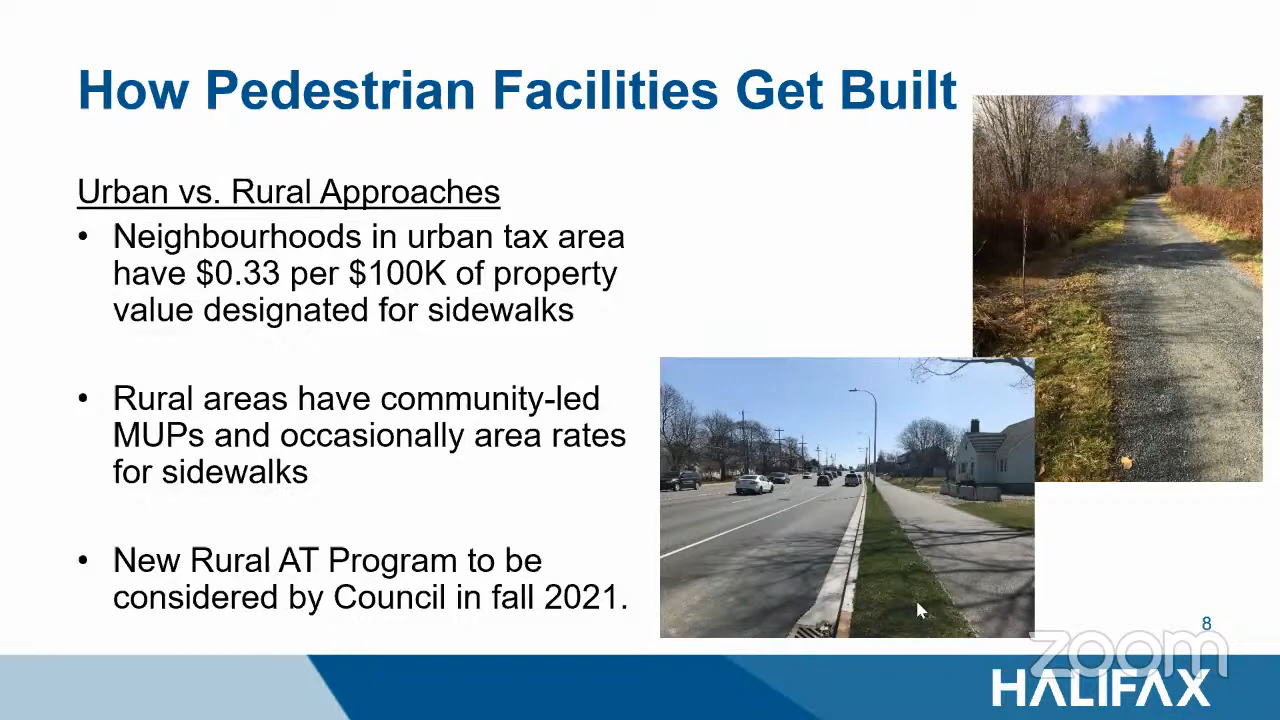 How Pedestrian Facilities Get Built
Urban vs. Rural Approaches
• Neighbourhoods in urban tax area
have $0.33 per $100K of property
value designated for sidewalks
• Rural areas have community-led
MUPs and occasionally area rates
for sidewalks
• New Rural AT Program to be
considered by Council in fall 2021.
8
zoom
HALIFAX